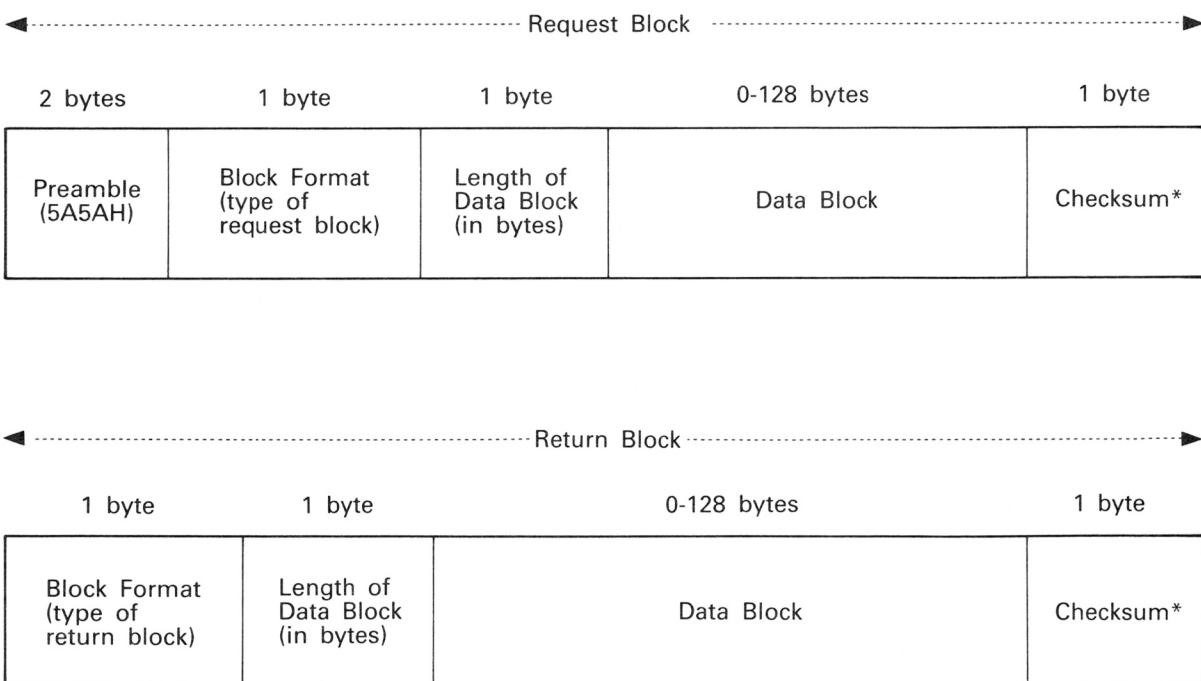 Request Block
2 bytes
1 byte
1 byte
0-128 bytes
1 byte
Preamble
(5A5AH)
Block Format
(type of
request block)
Length of
Data Block
(in bytes)
Data Block
Checksum*
Return Block
1 byte
1 byte
0-128 bytes
1 byte
Block Format
(type of
return block)
Length of
Data Block
(in bytes)
Data Block
Checksum*